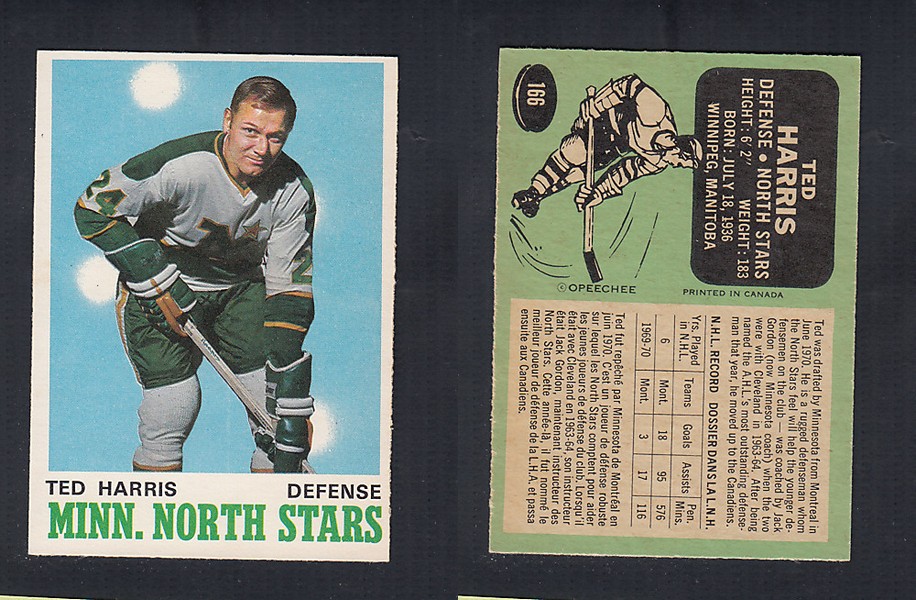 24
2
TED HARRIS DEFENSE
MINN. NORTH STARS
166
TED
HARRIS
DEFENSE • NORTH STARS
HEIGHT: 6' 2" WEIGHT: 183
BORN: JULY 18, 1936
WINNIPEG, MANITOBA
© OPEECHEE PRINTED IN CANADA
Ted was drafted by Minnesota from Montreal in
June 1970. He is a rugged defenseman whom
the North Stars feel will help the younger de-
fensemen on the club — was coached by Jack
Gordon (now Minnesota coach) when the two
were with Cleveland in 1963-64. After being
named the A.H.L.'s most outstanding defense-
man that year, he moved up to the Canadiens.
N.H.L. RECORD DOSSIER DANS LA L.N.H.
Yrs. Played Teams Goals Assists Pen.
in N.H.L. Mins.
6 Mont. 18 95 576
1969-70 Mont. 3 17 116
Ted fut repêché par Minnesota de Montréal en
juin 1970. C'est un joueur de défense robuste
sur lequel les North Stars comptent pour aider
les jeunes joueurs de défense du club. Lorsqu'il
était avec Cleveland en 1963-64, son instructeur
était Jack Gordon, maintenant instructeur des
North Stars. Cette année-là, il fut nommé le
meilleur joueur de défense de la L.H.A. et passa
ensuite aux Canadiens.